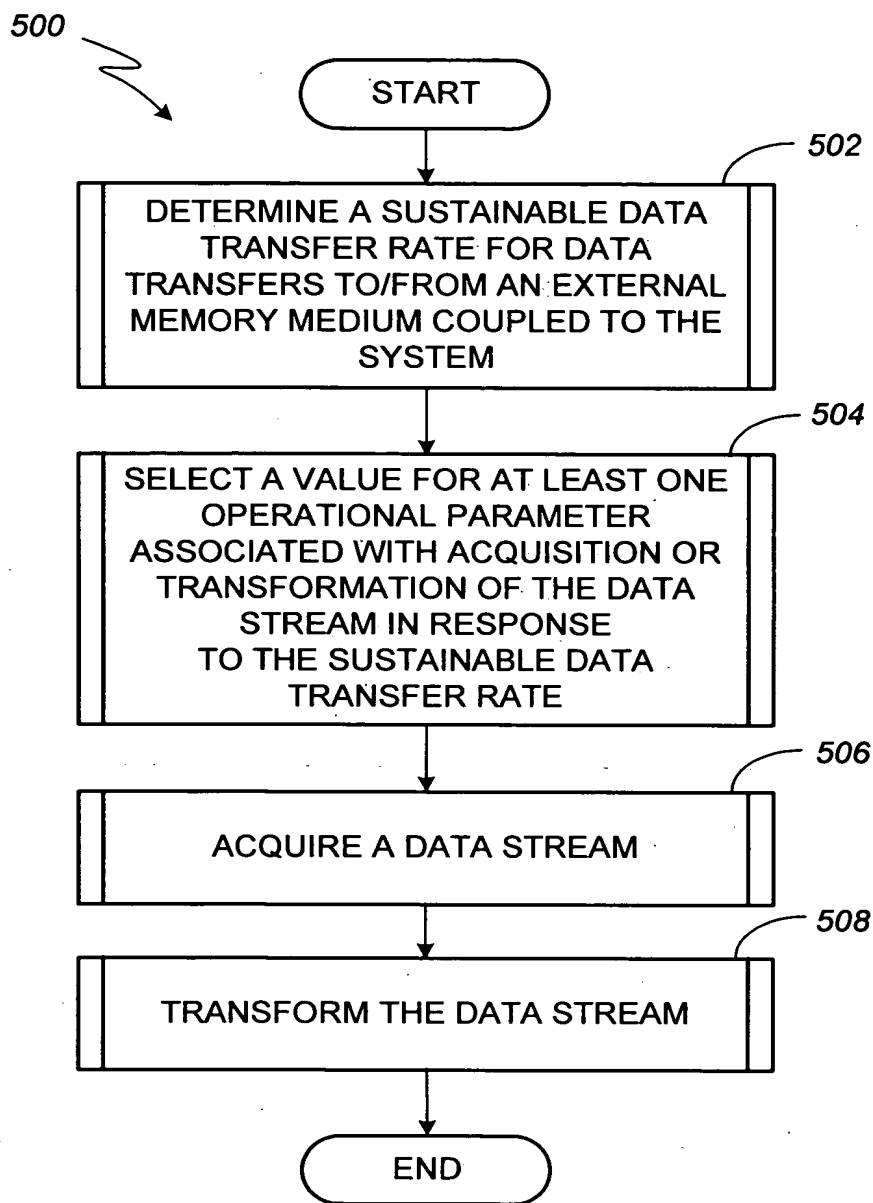 500
START
502
DETERMINE A SUSTAINABLE DATA
TRANSFER RATE FOR DATA
TRANSFERS TO/FROM AN EXTERNAL
MEMORY MEDIUM COUPLED TO THE
SYSTEM
504
SELECT A VALUE FOR AT LEAST ONE
OPERATIONAL PARAMETER
ASSOCIATED WITH ACQUISITION OR
TRANSFORMATION OF THE DATA
STREAM IN RESPONSE
TO THE SUSTAINABLE DATA
TRANSFER RATE
506
ACQUIRE A DATA STREAM
508
TRANSFORM THE DATA STREAM
END